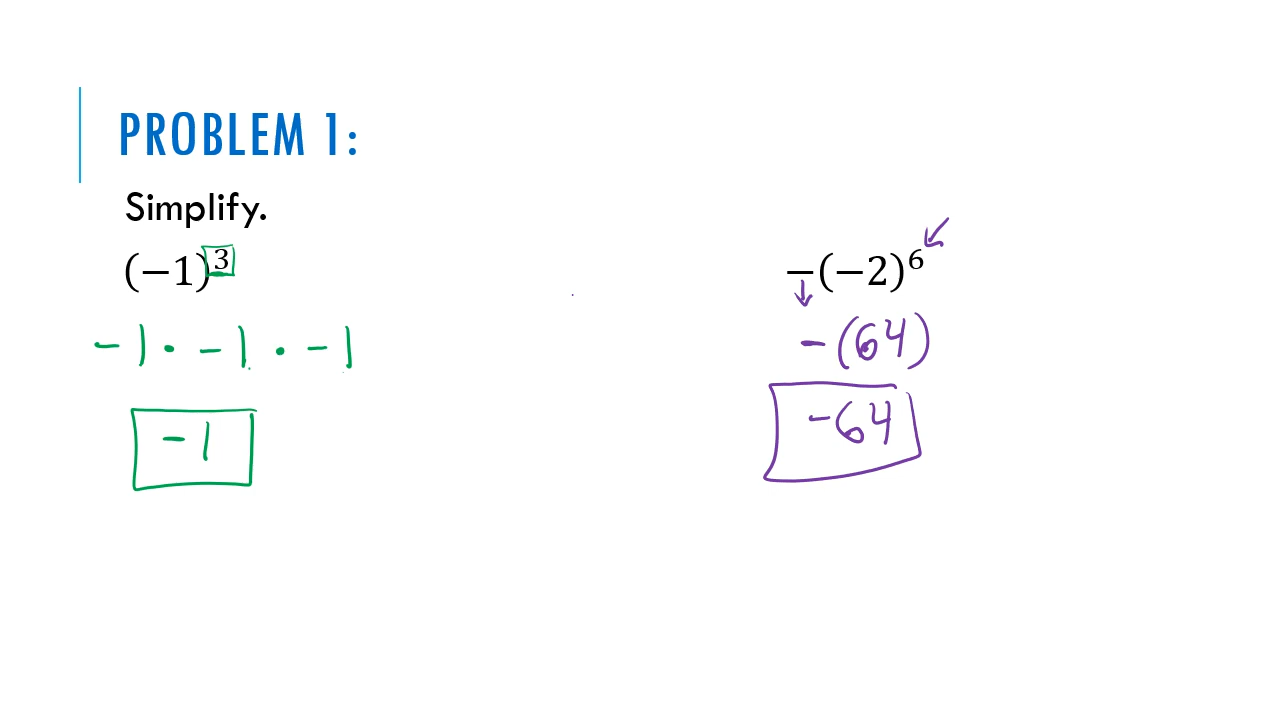 PROBLEM 1:
Simplify.
(−1)³
-1 · -1 · -1
-1
−(−2)⁶
-(64)
-64